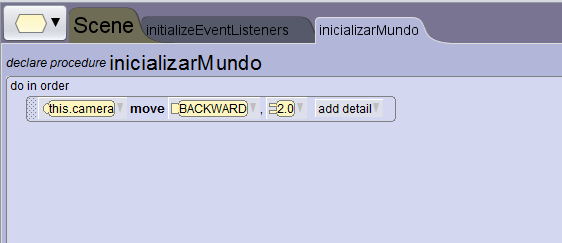 Scene initializeEventListeners inicializarMundo
declare procedure inicializarMundo
do in order
this.camera move BACKWARD , 2.0 add detail